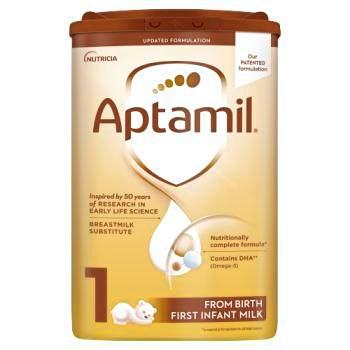 UPDATED FORMULATION
NUTRICIA
Our
PATENTED
formulation
Aptamil®
Inspired by 50 years
of RESEARCH IN
EARLY LIFE SCIENCE
BREASTMILK
SUBSTITUTE
Nutritionally
complete formula*
Contains DHA**
(Omega-3)
1
FROM BIRTH
FIRST INFANT MILK